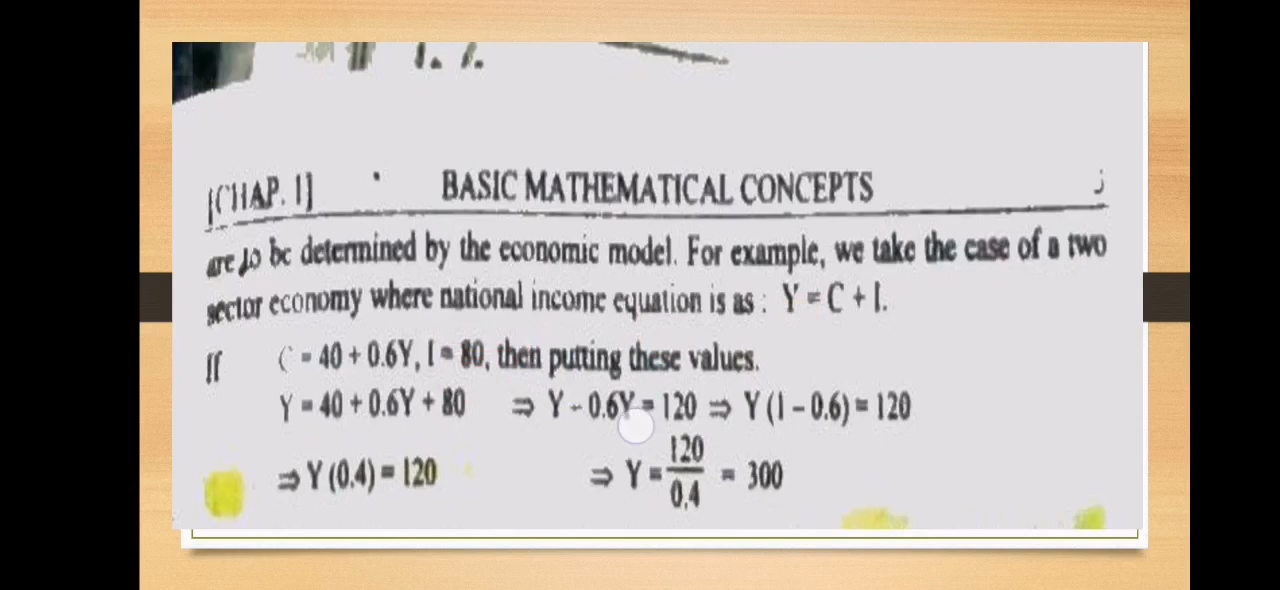 [CHAP. 1] BASIC MATHEMATICAL CONCEPTS
are to be determined by the economic model. For example, we take the case of a two
sector economy where national income equation is as : Y = C + I.
If C = 40 + 0.6Y, I = 80, then putting these values.
Y = 40 + 0.6Y + 80 ⇒ Y - 0.6Y = 120 ⇒ Y (1 - 0.6) = 120
⇒ Y (0.4) = 120 ⇒ Y = 120/0.4 = 300